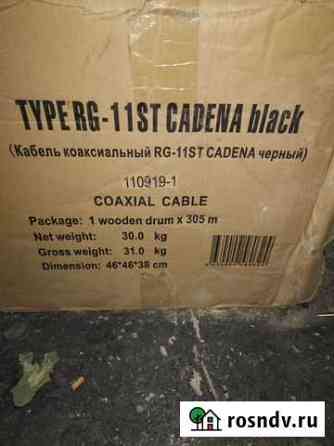 TYPE RG-11ST CADENA black
(Кабель коаксиальный RG-11ST CADENA черный)
110919-1
COAXIAL CABLE
Package: 1 wooden drum x 305 m
Net weight: 30.0 kg
Gross weight: 31.0 kg
Dimension: 46*46*38 cm
rosndv.ru